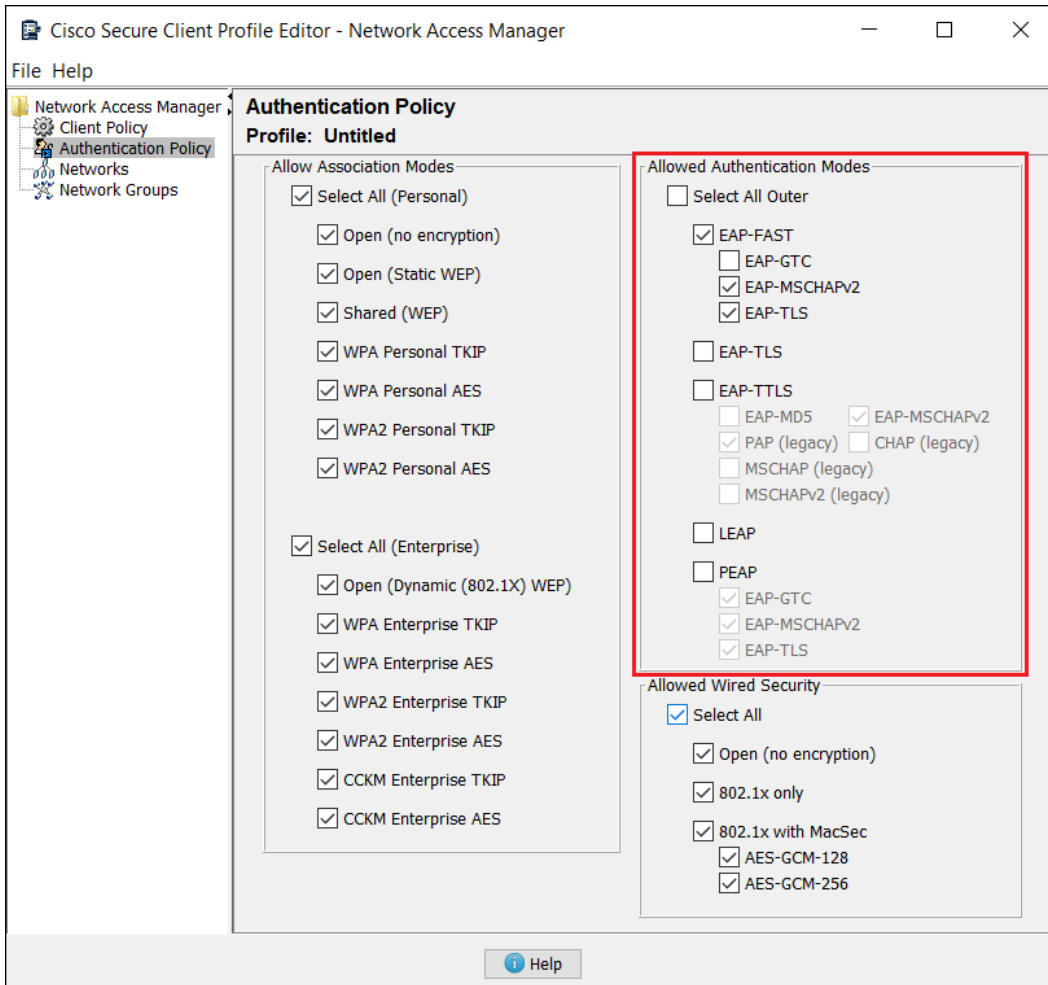 Cisco Secure Client Profile Editor - Network Access Manager
File Help
Network Access Manager
Client Policy
Authentication Policy
Networks
Network Groups
Authentication Policy
Profile: Untitled
Allow Association Modes
Select All (Personal)
Open (no encryption)
Open (Static WEP)
Shared (WEP)
WPA Personal TKIP
WPA Personal AES
WPA2 Personal TKIP
WPA2 Personal AES
Select All (Enterprise)
Open (Dynamic (802.1X) WEP)
WPA Enterprise TKIP
WPA Enterprise AES
WPA2 Enterprise TKIP
WPA2 Enterprise AES
CCKM Enterprise TKIP
CCKM Enterprise AES
Allowed Authentication Modes
Select All Outer
EAP-FAST
EAP-GTC
EAP-MSCHAPv2
EAP-TLS
EAP-TLS
EAP-TTLS
EAP-MD5 EAP-MSCHAPv2
PAP (legacy) CHAP (legacy)
MSCHAP (legacy)
MSCHAPv2 (legacy)
LEAP
PEAP
EAP-GTC
EAP-MSCHAPv2
EAP-TLS
Allowed Wired Security
Select All
Open (no encryption)
802.1x only
802.1x with MacSec
AES-GCM-128
AES-GCM-256
Help